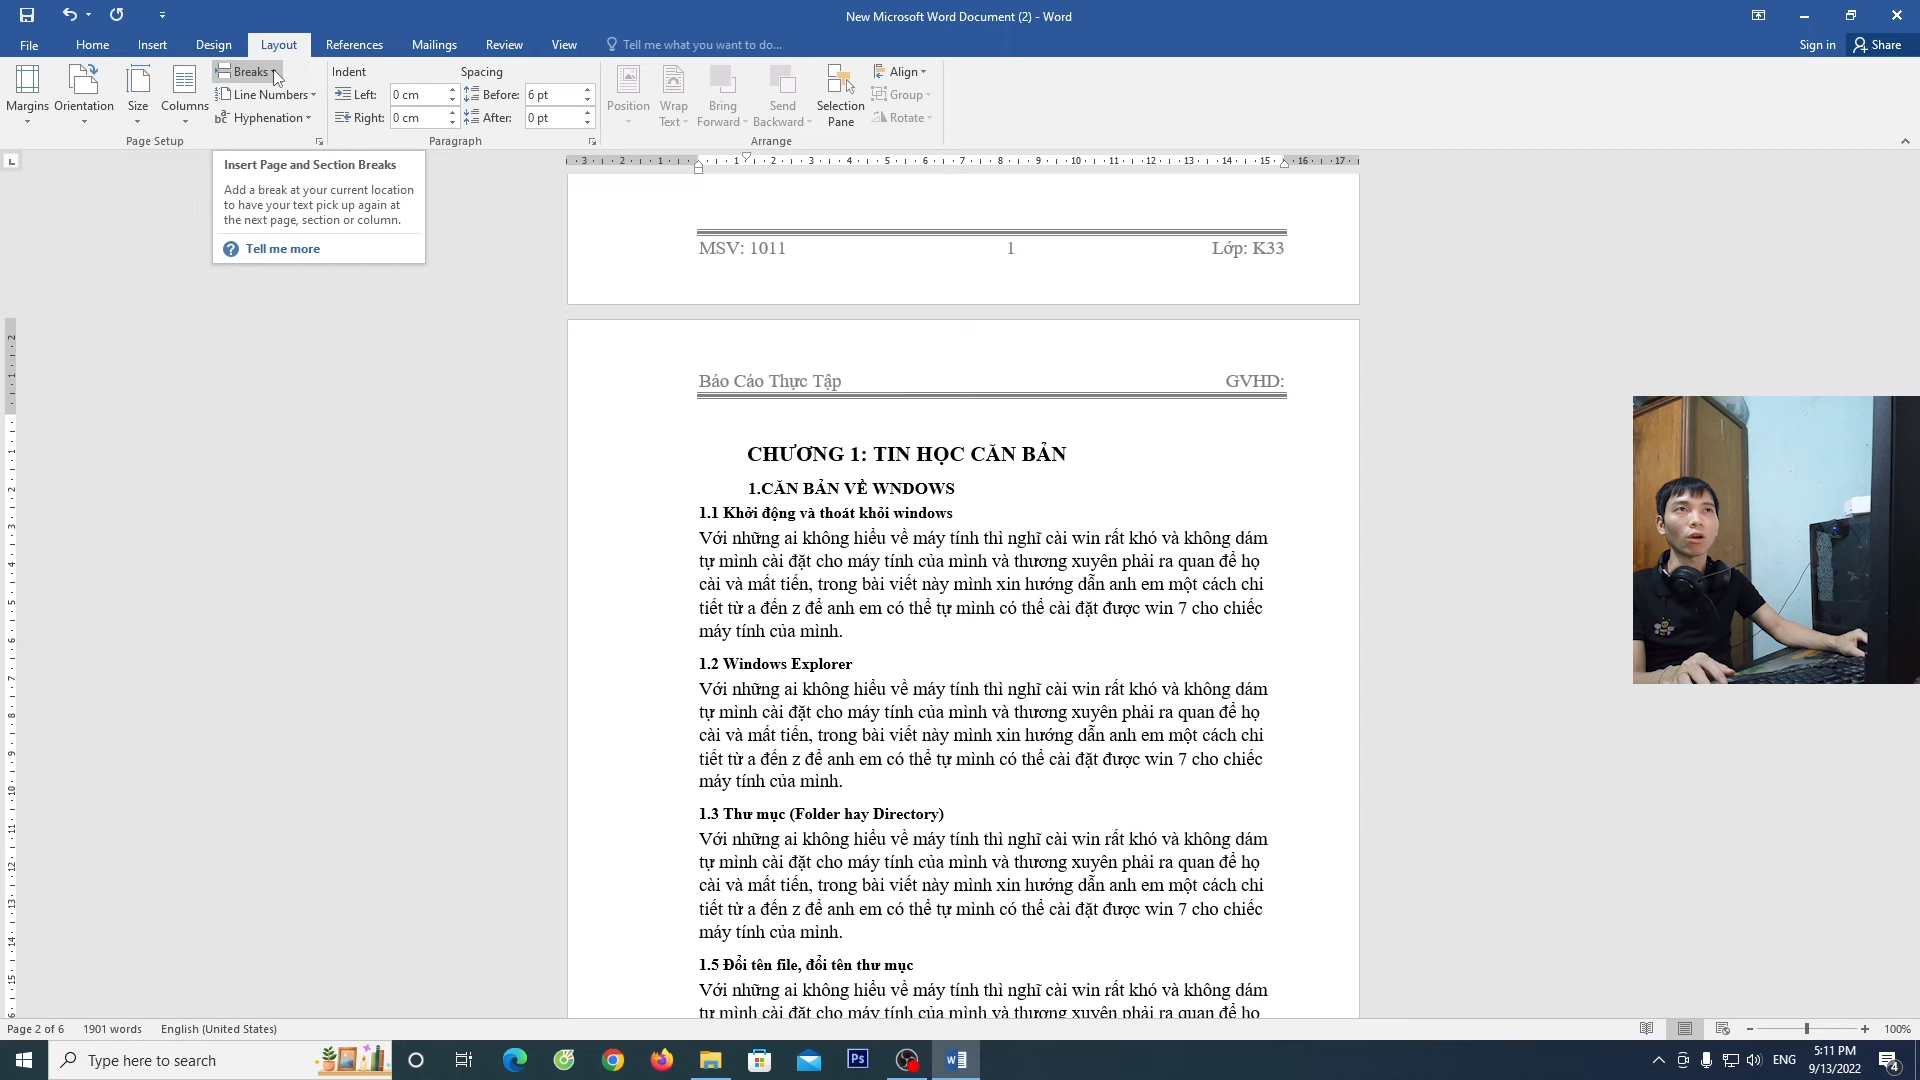 New Microsoft Word Document (2) - Word
File Home Insert Design Layout References Mailings Review View Tell me what you want to do... Sign in Share
Margins Orientation Size Columns
Breaks
Line Numbers
Hyphenation
Page Setup
Indent Spacing
Left: 0 cm Before: 6 pt
Right: 0 cm After: 0 pt
Paragraph
Position Wrap Text Bring Forward Send Backward Selection Pane
Align
Group
Rotate
Arrange
Insert Page and Section Breaks
Add a break at your current location
to have your text pick up again at
the next page, section or column.
Tell me more
MSV: 1011 1 Lớp: K33
Báo Cáo Thực Tập GVHD:
CHƯƠNG 1: TIN HỌC CĂN BẢN
1.CĂN BẢN VỀ WNDOWS
1.1 Khởi động và thoát khỏi windows
Với những ai không hiểu về máy tính thì nghĩ cài win rất khó và không dám
tự mình cài đặt cho máy tính của mình và thương xuyên phải ra quan để họ
cài và mất tiến, trong bài viết này mình xin hướng dẫn anh em một cách chi
tiết từ a đến z để anh em có thể tự mình có thể cài đặt được win 7 cho chiếc
máy tính của mình.
1.2 Windows Explorer
Với những ai không hiểu về máy tính thì nghĩ cài win rất khó và không dám
tự mình cài đặt cho máy tính của mình và thương xuyên phải ra quan để họ
cài và mất tiến, trong bài viết này mình xin hướng dẫn anh em một cách chi
tiết từ a đến z để anh em có thể tự mình có thể cài đặt được win 7 cho chiếc
máy tính của mình.
1.3 Thư mục (Folder hay Directory)
Với những ai không hiểu về máy tính thì nghĩ cài win rất khó và không dám
tự mình cài đặt cho máy tính của mình và thương xuyên phải ra quan để họ
cài và mất tiến, trong bài viết này mình xin hướng dẫn anh em một cách chi
tiết từ a đến z để anh em có thể tự mình có thể cài đặt được win 7 cho chiếc
máy tính của mình.
1.5 Đổi tên file, đổi tên thư mục
Với những ai không hiểu về máy tính thì nghĩ cài win rất khó và không dám
tự mình cài đặt cho máy tính của mình và thương xuyên phải ra quan để họ
Page 2 of 6 1901 words English (United States) 100%
Type here to search Ps ENG 5:11 PM
9/13/2022 4